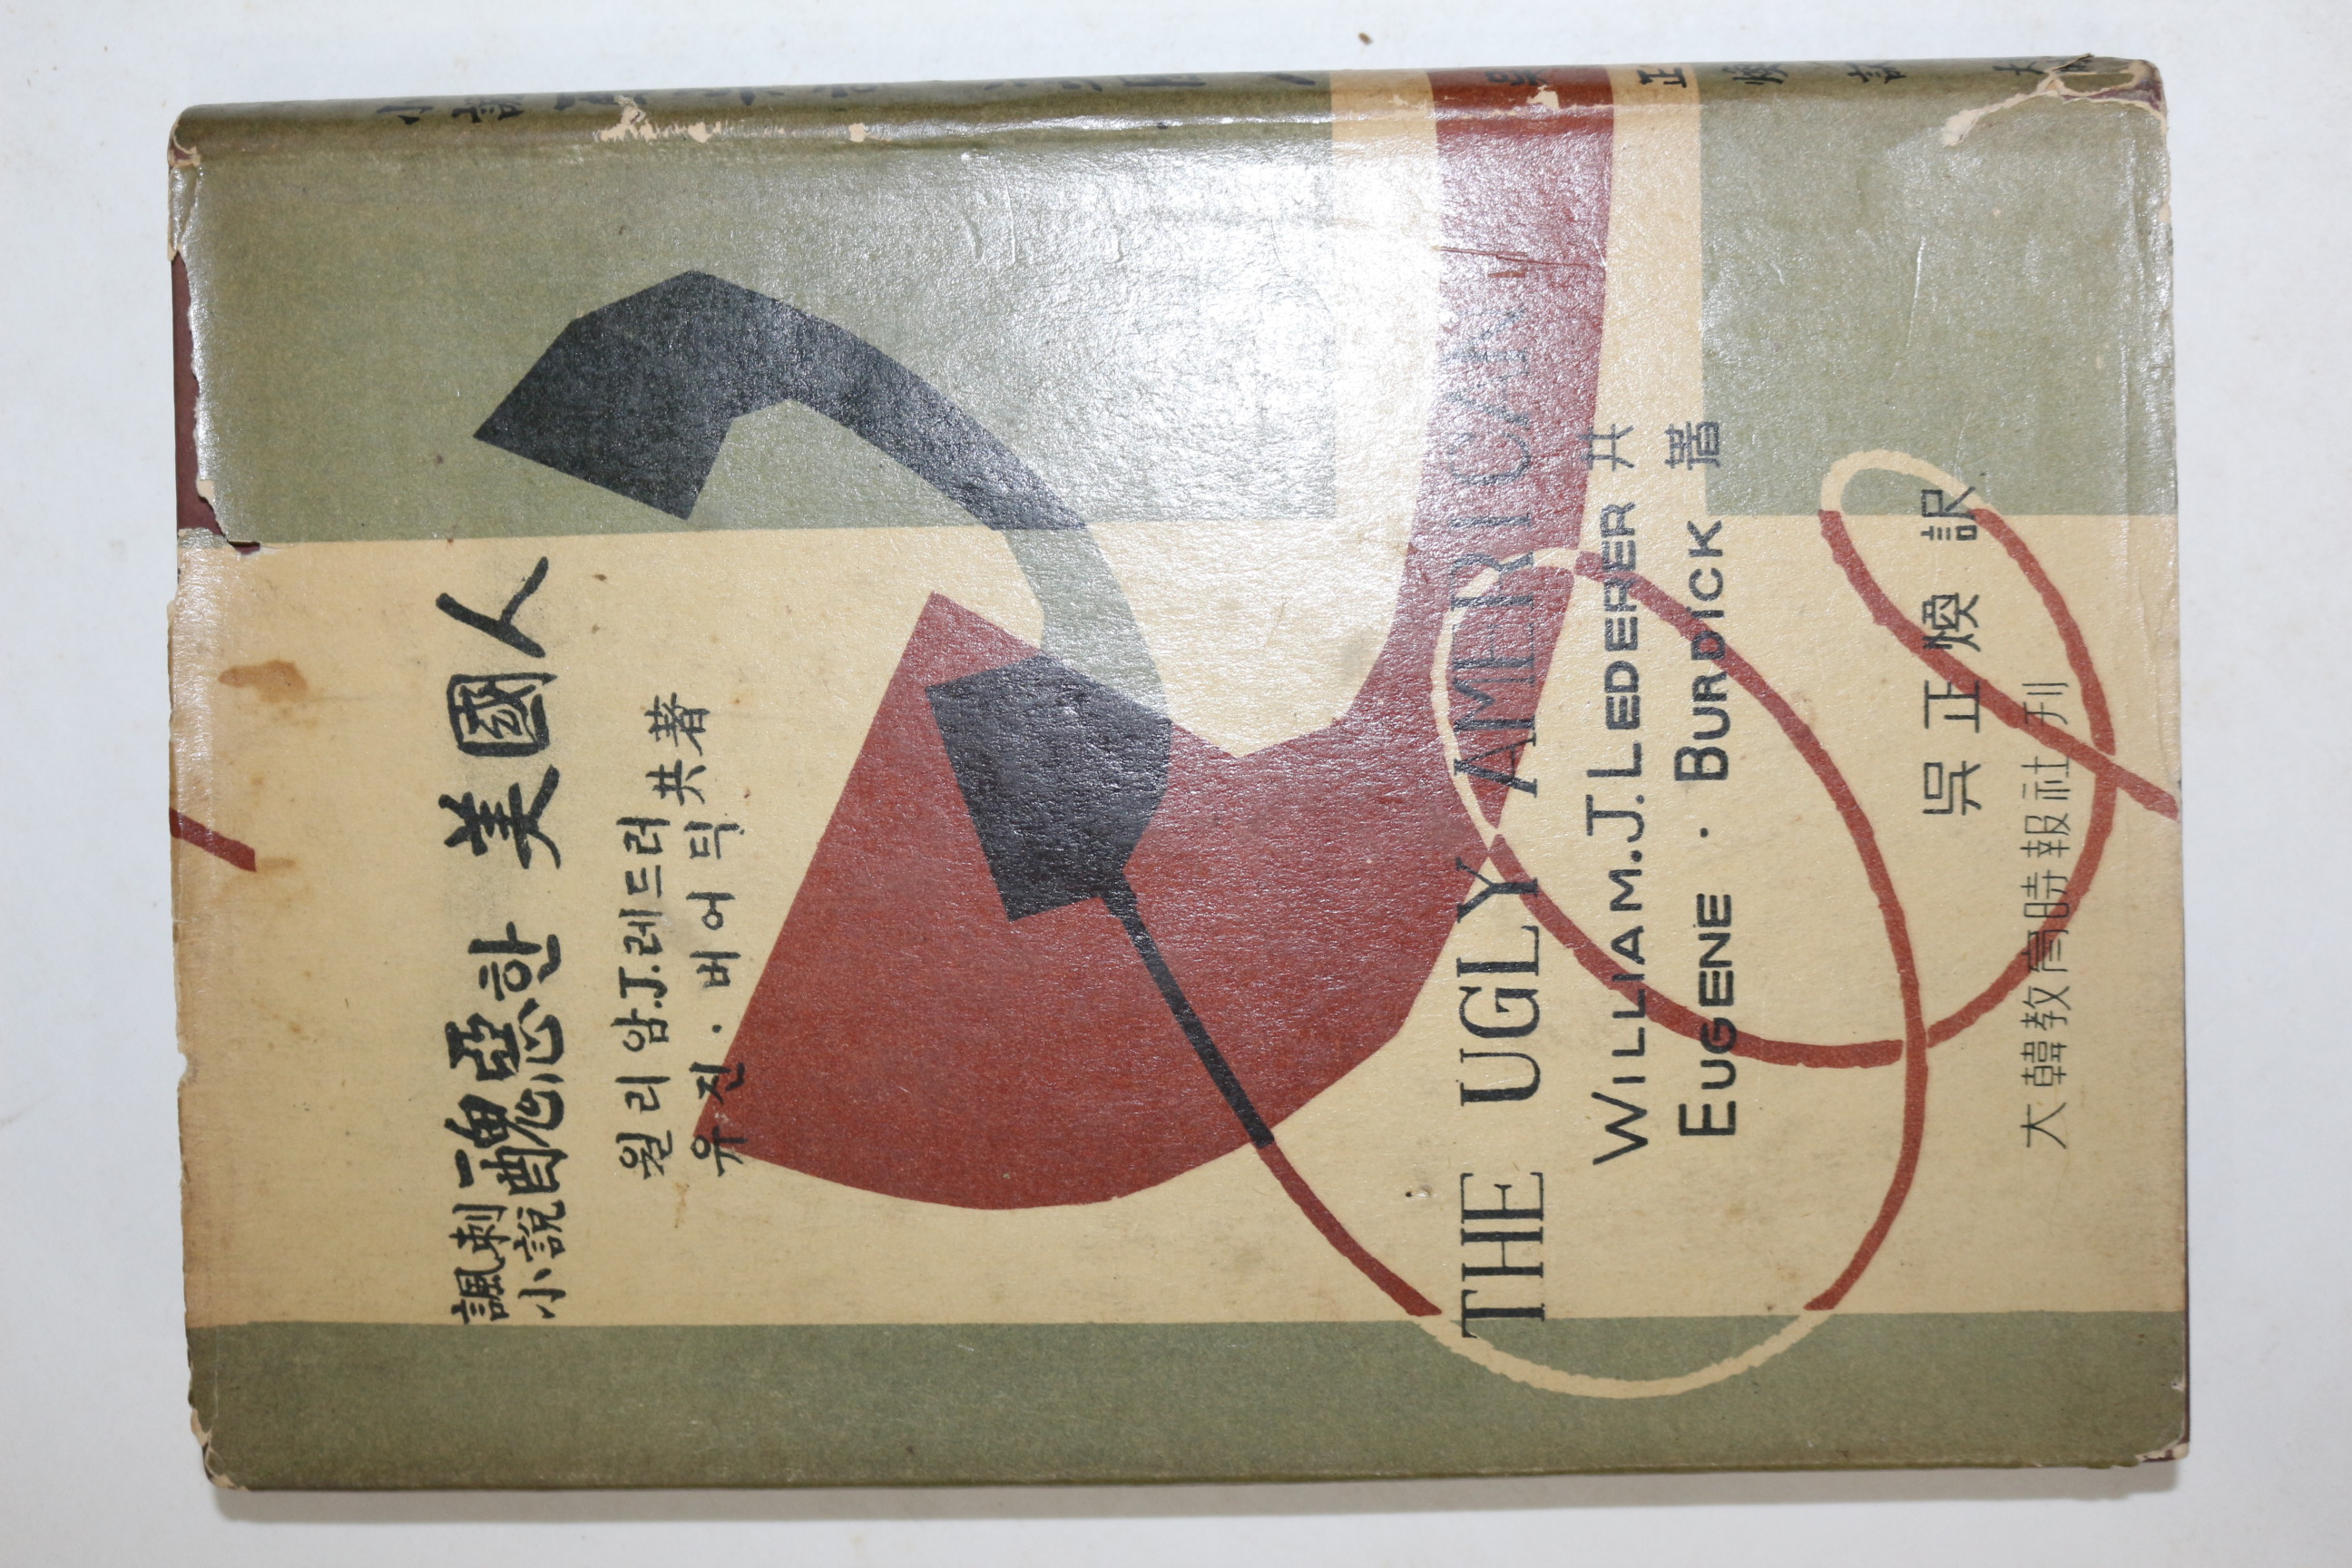 諷刺
小說
醜惡한 美國人
윌리암.J.레드러
유진·버어딕
共著
THE UGLY AMERICAN
WILLIAM.J.LEDERER 共
EUGENE·BURDICK 著
吳正煥 訳
大韓敎育時報社刊